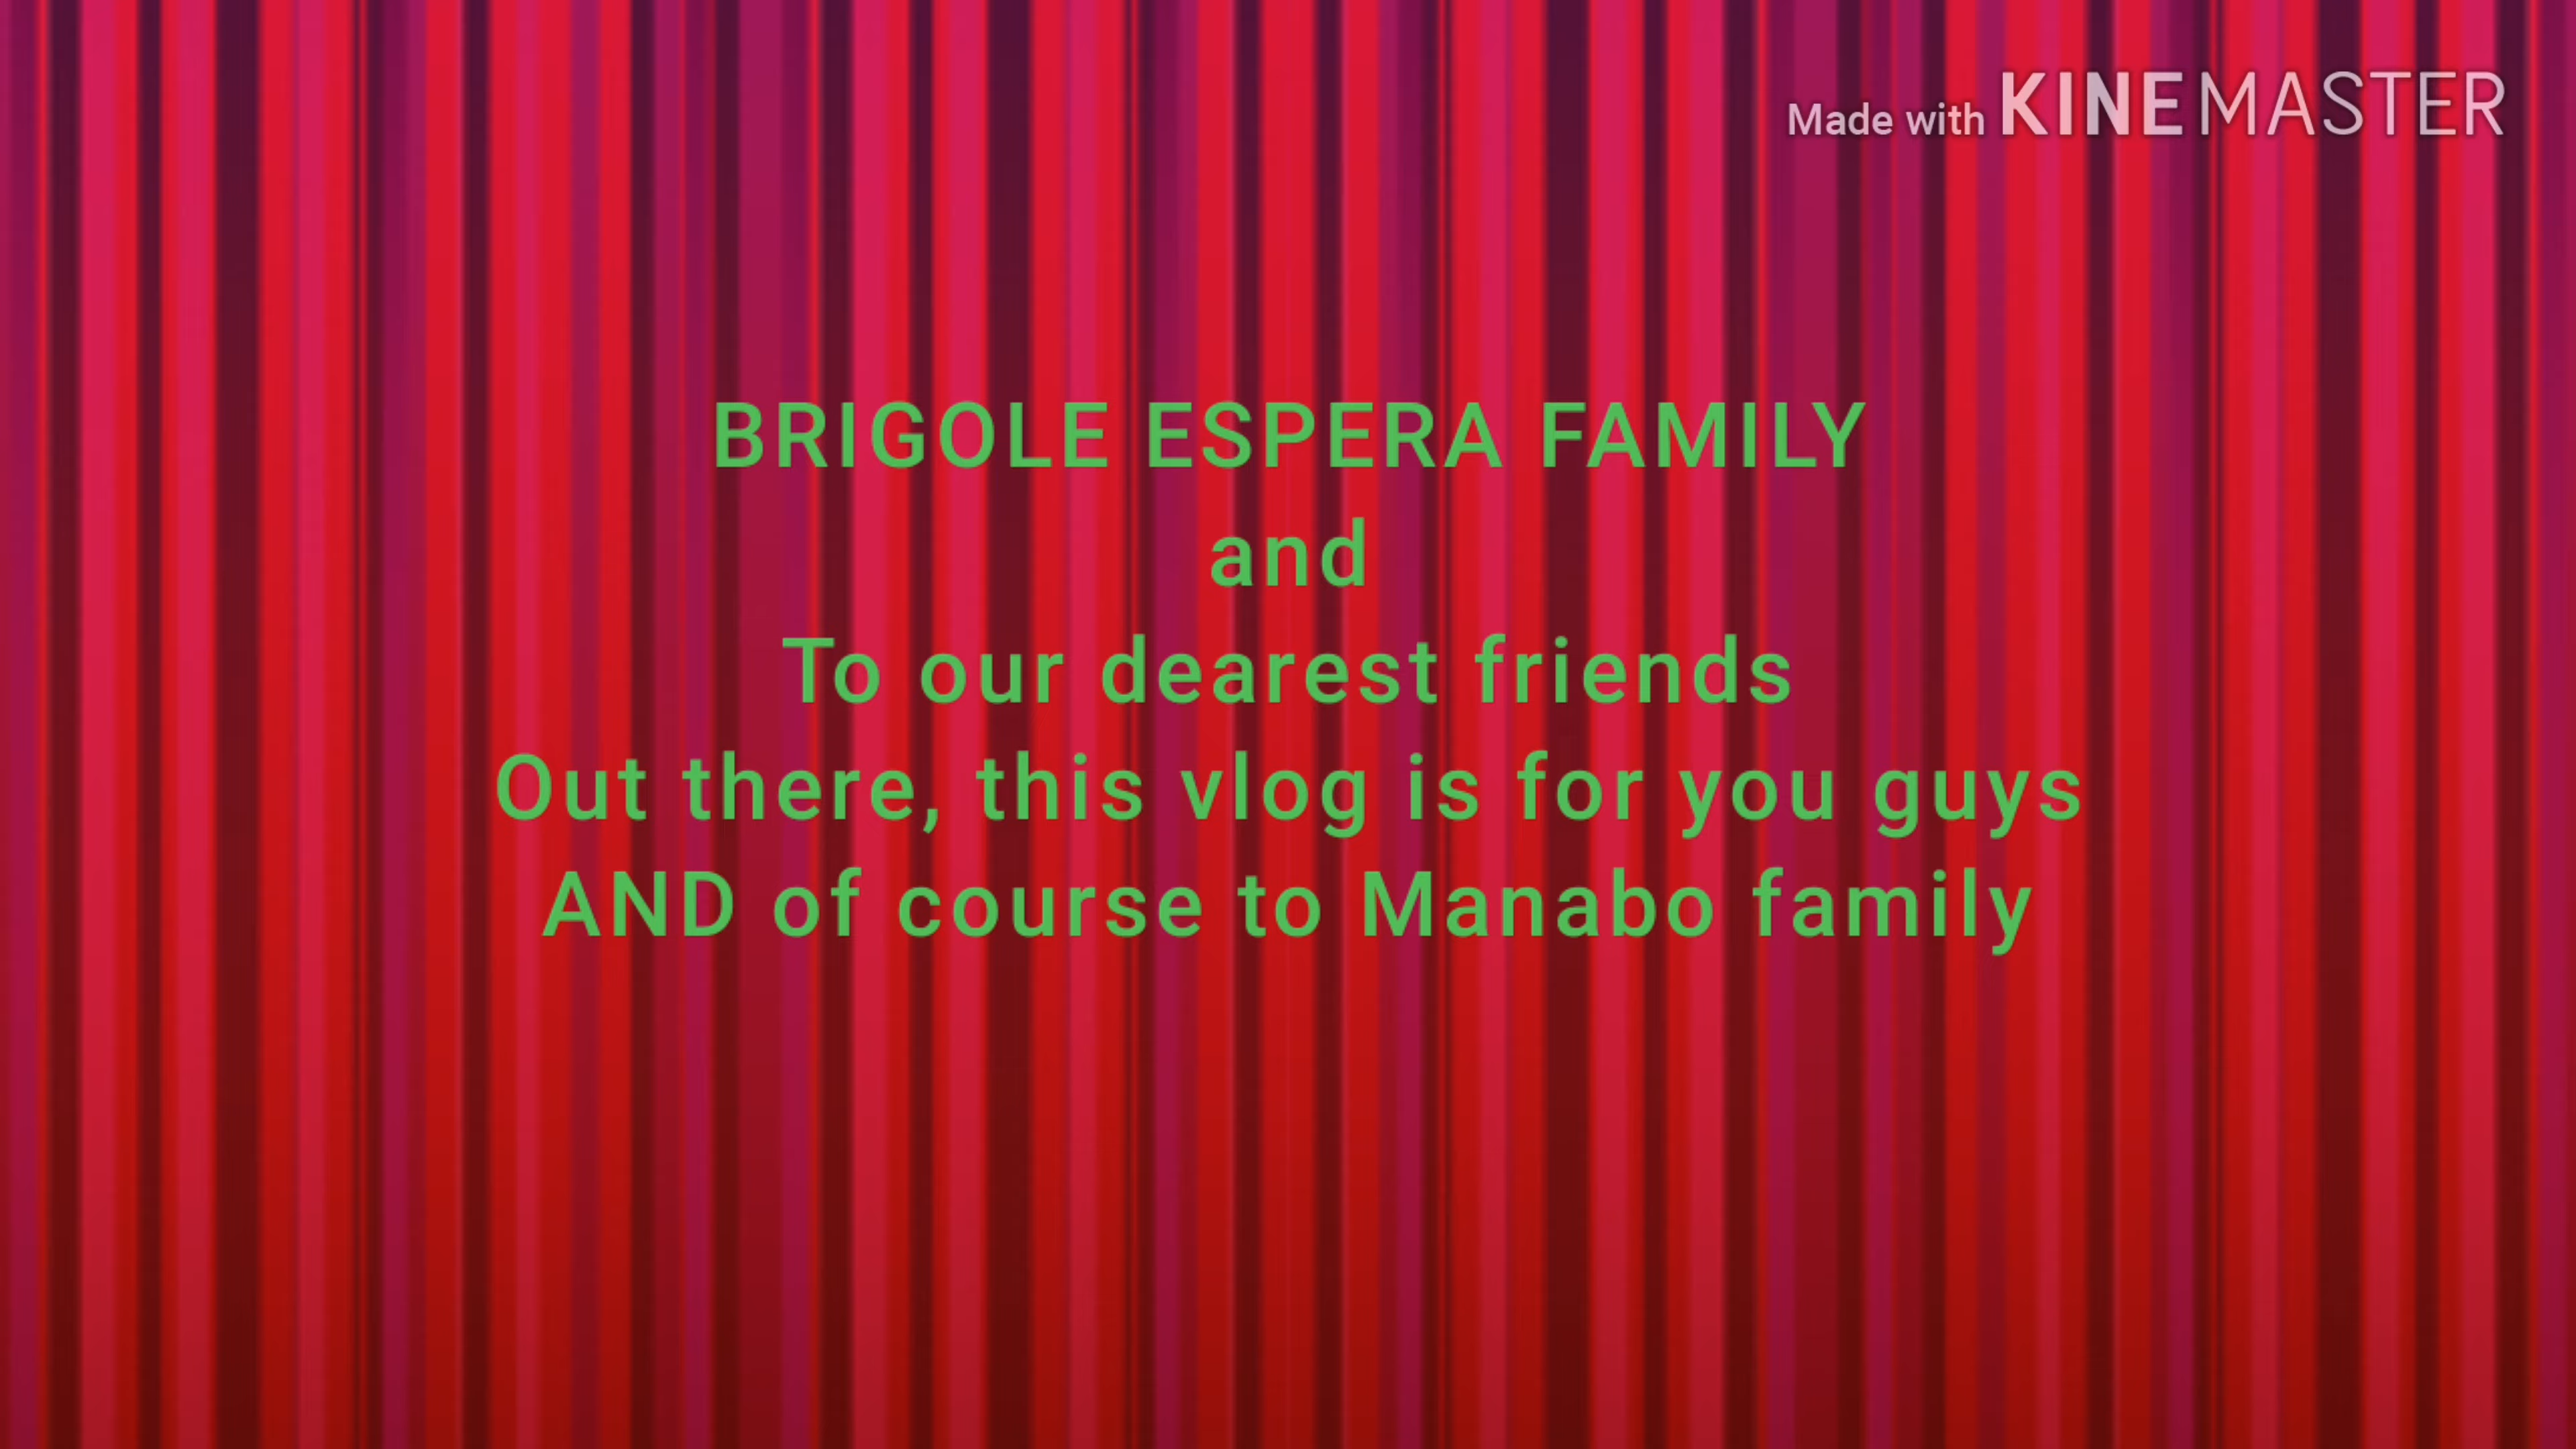 Made with KINEMASTER
BRIGOLE ESPERA FAMILY
and
To our dearest friends
Out there, this vlog is for you guys
AND of course to Manabo family